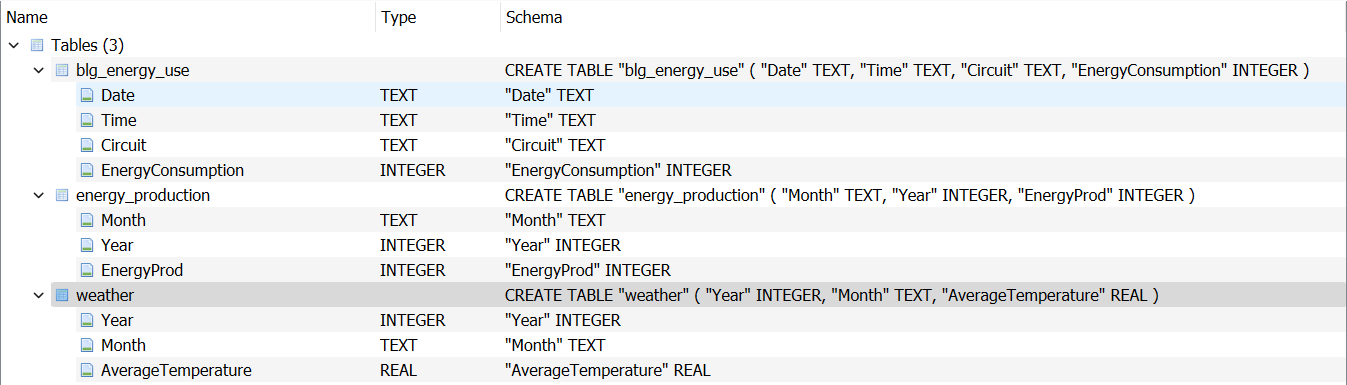 Name Type Schema
Tables (3)
blg_energy_use CREATE TABLE "blg_energy_use" ( "Date" TEXT, "Time" TEXT, "Circuit" TEXT, "EnergyConsumption" INTEGER )
Date TEXT "Date" TEXT
Time TEXT "Time" TEXT
Circuit TEXT "Circuit" TEXT
EnergyConsumption INTEGER "EnergyConsumption" INTEGER
energy_production CREATE TABLE "energy_production" ( "Month" TEXT, "Year" INTEGER, "EnergyProd" INTEGER )
Month TEXT "Month" TEXT
Year INTEGER "Year" INTEGER
EnergyProd INTEGER "EnergyProd" INTEGER
weather CREATE TABLE "weather" ( "Year" INTEGER, "Month" TEXT, "AverageTemperature" REAL )
Year INTEGER "Year" INTEGER
Month TEXT "Month" TEXT
AverageTemperature REAL "AverageTemperature" REAL